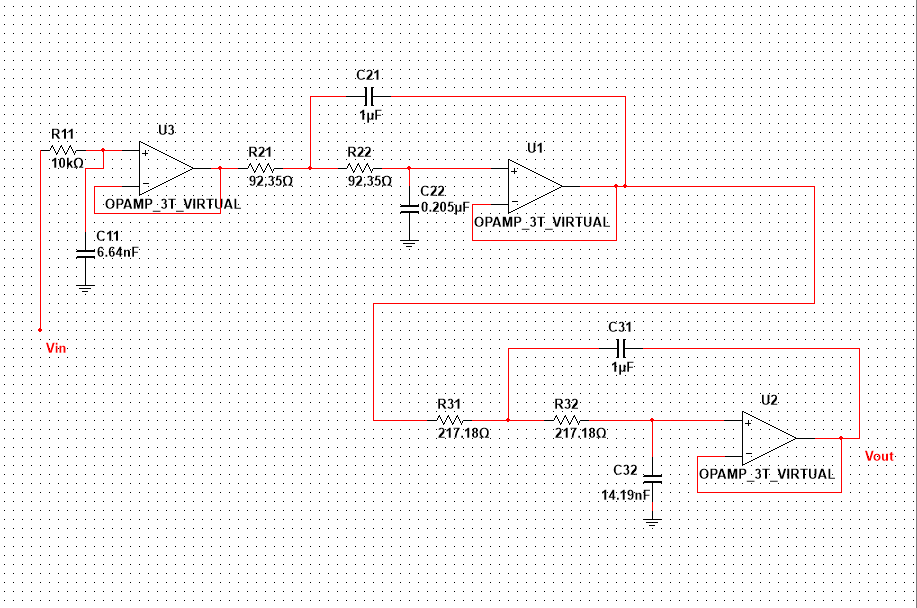 C21
1µF
R11
10kΩ
U3
+
−
OPAMP_3T_VIRTUAL
R21
92.35Ω
R22
92.35Ω
U1
+
−
OPAMP_3T_VIRTUAL
C22
0.205µF
C11
6.64nF
Vin
C31
1µF
R31
217.18Ω
R32
217.18Ω
U2
+
−
OPAMP_3T_VIRTUAL
Vout
C32
14.19nF